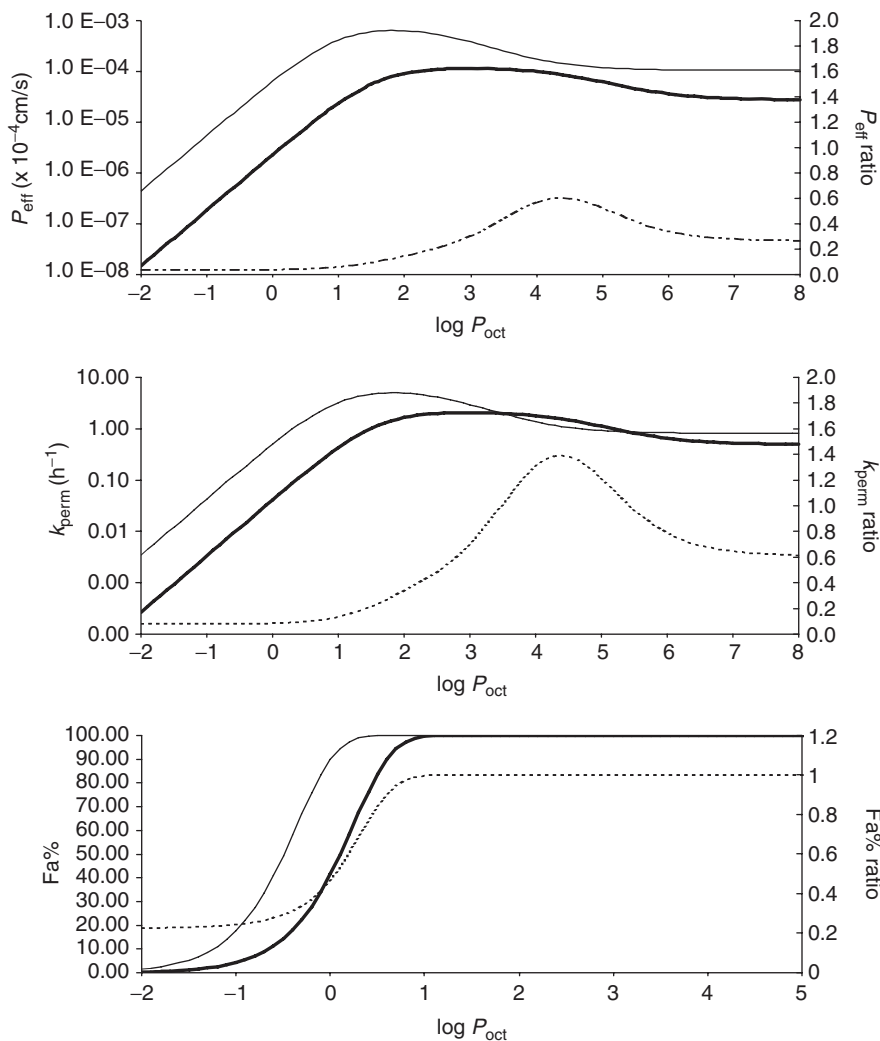 1.0 E–03
1.0 E–04
1.0 E–05
1.0 E–06
1.0 E–07
1.0 E–08
P_eff (x 10⁻⁴cm/s)
2.0
1.8
1.6
1.4
1.2
1.0
0.8
0.6
0.4
0.2
0.0
P_eff ratio
–2 –1 0 1 2 3 4 5 6 7 8
log P_oct
10.00
1.00
0.10
0.01
0.00
0.00
k_perm (h⁻¹)
2.0
1.8
1.6
1.4
1.2
1.0
0.8
0.6
0.4
0.2
0.0
k_perm ratio
–2 –1 0 1 2 3 4 5 6 7 8
log P_oct
100.00
90.00
80.00
70.00
60.00
50.00
40.00
30.00
20.00
10.00
0.00
Fa%
1.2
1
0.8
0.6
0.4
0.2
0
Fa% ratio
–2 –1 0 1 2 3 4 5
log P_oct